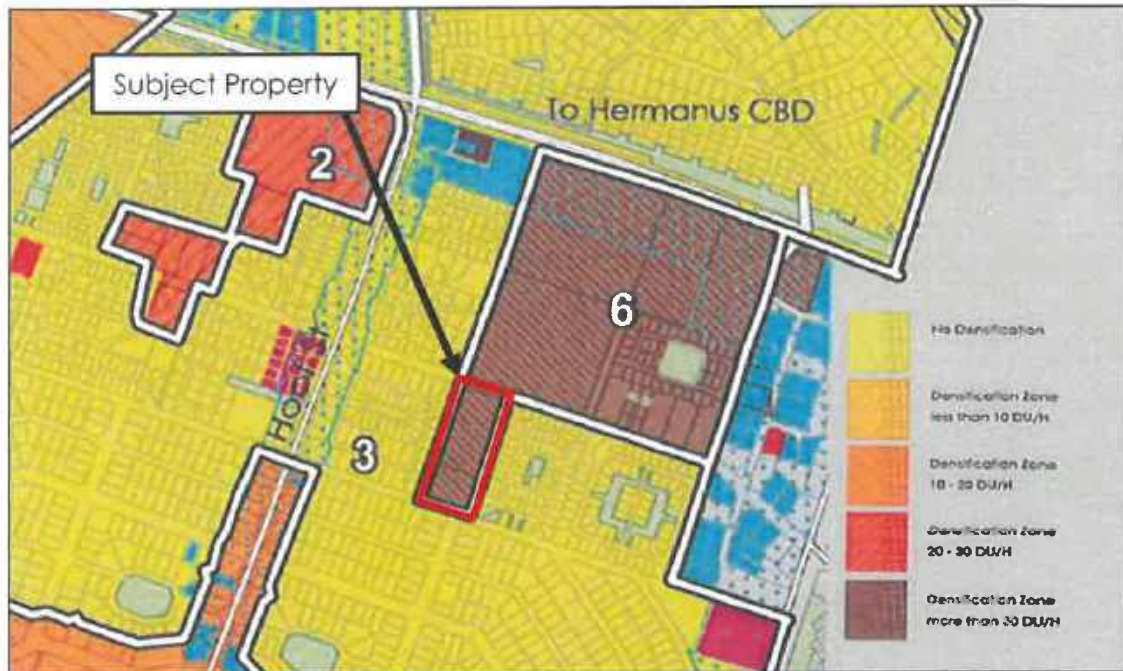 Subject Property
To Hermanus CBD
2
6
3
No Densification
Densification Zone
less than 10 DU/H
Densification Zone
10 - 20 DU/H
Densification Zone
20 - 30 DU/H
Densification Zone
more than 30 DU/H